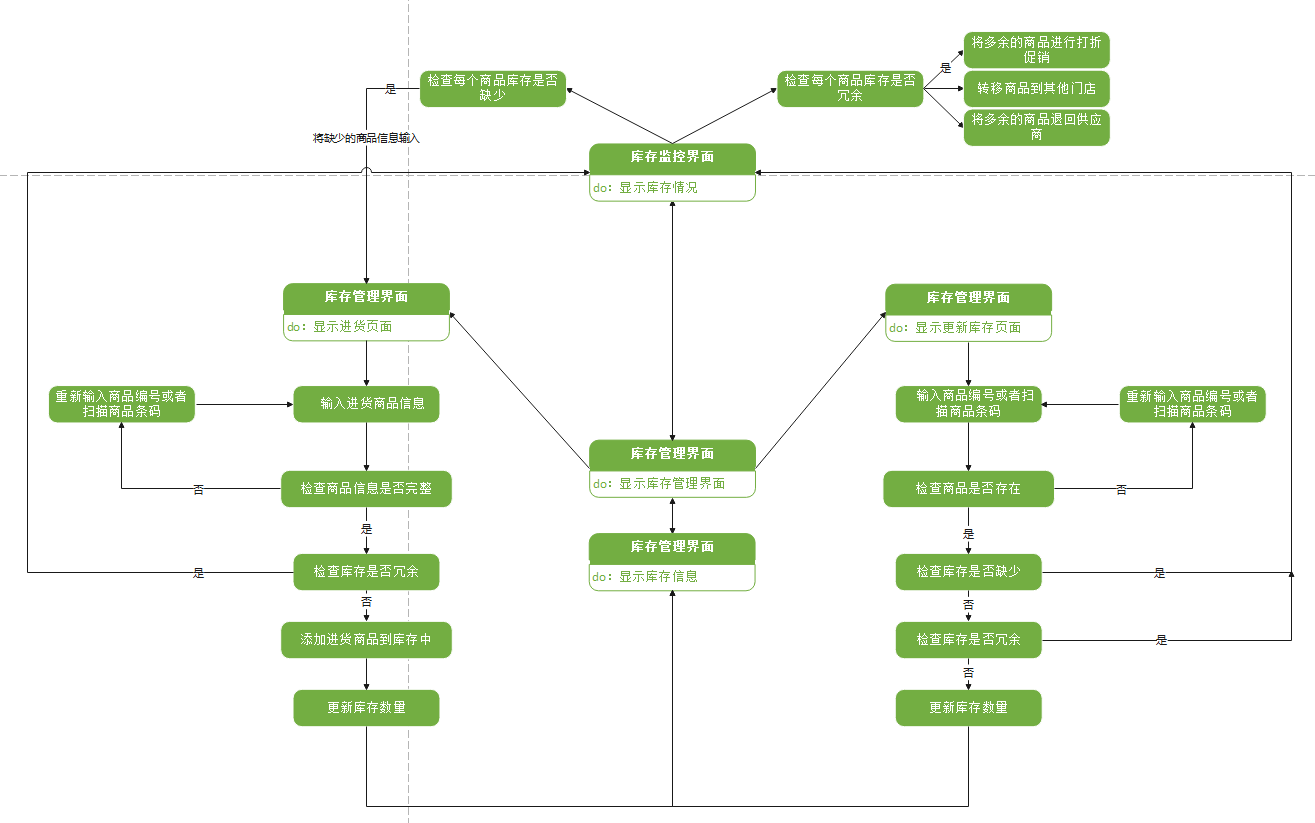 将多余的商品进行打折
促销
是
检查每个商品库存是否
缺少
检查每个商品库存是否
冗余
转移商品到其他门店
是
将多余的商品退回供应
商
将缺少的商品信息输入
库存监控界面
do：显示库存情况
库存管理界面
do：显示进货页面
库存管理界面
do：显示更新库存页面
重新输入商品编号或者
扫描商品条码
输入进货商品信息
输入商品编号或者扫
描商品条码
重新输入商品编号或者
扫描商品条码
库存管理界面
do：显示库存管理界面
否
检查商品信息是否完整
检查商品是否存在
否
是
是
库存管理界面
do：显示库存信息
是
检查库存是否冗余
检查库存是否缺少
是
否
否
添加进货商品到库存中
检查库存是否冗余
是
否
更新库存数量
更新库存数量